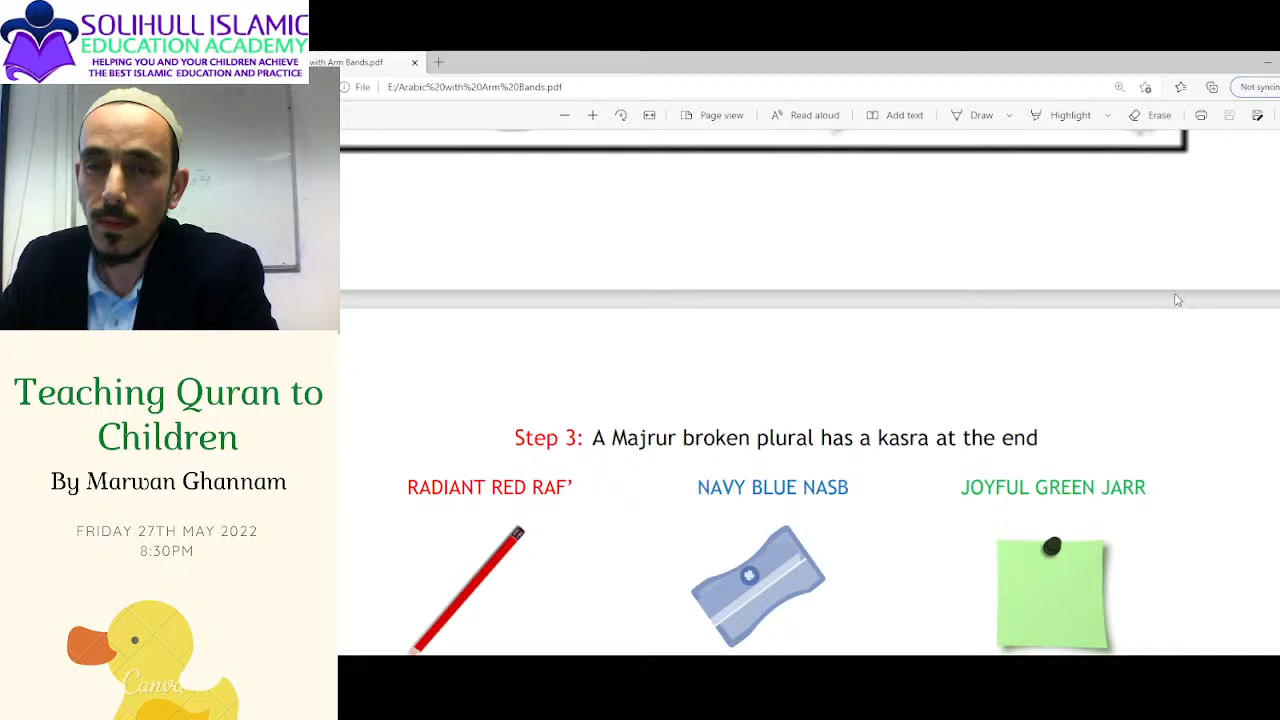 SOLIHULL ISLAMIC
EDUCATION ACADEMY
HELPING YOU AND YOUR CHILDREN ACHIEVE
THE BEST ISLAMIC EDUCATION AND PRACTICE
with Arm Bands.pdf
File E:/Arabic%20with%20Arm%20Bands.pdf
Not syncin
Page view
Read aloud
Add text
Draw
Highlight
Erase
Step 3: A Majrur broken plural has a kasra at the end
RADIANT RED RAF’
NAVY BLUE NASB
JOYFUL GREEN JARR
Teaching Quran to
Children
By Marwan Ghannam
FRIDAY 27TH MAY 2022
8:30PM
Canva